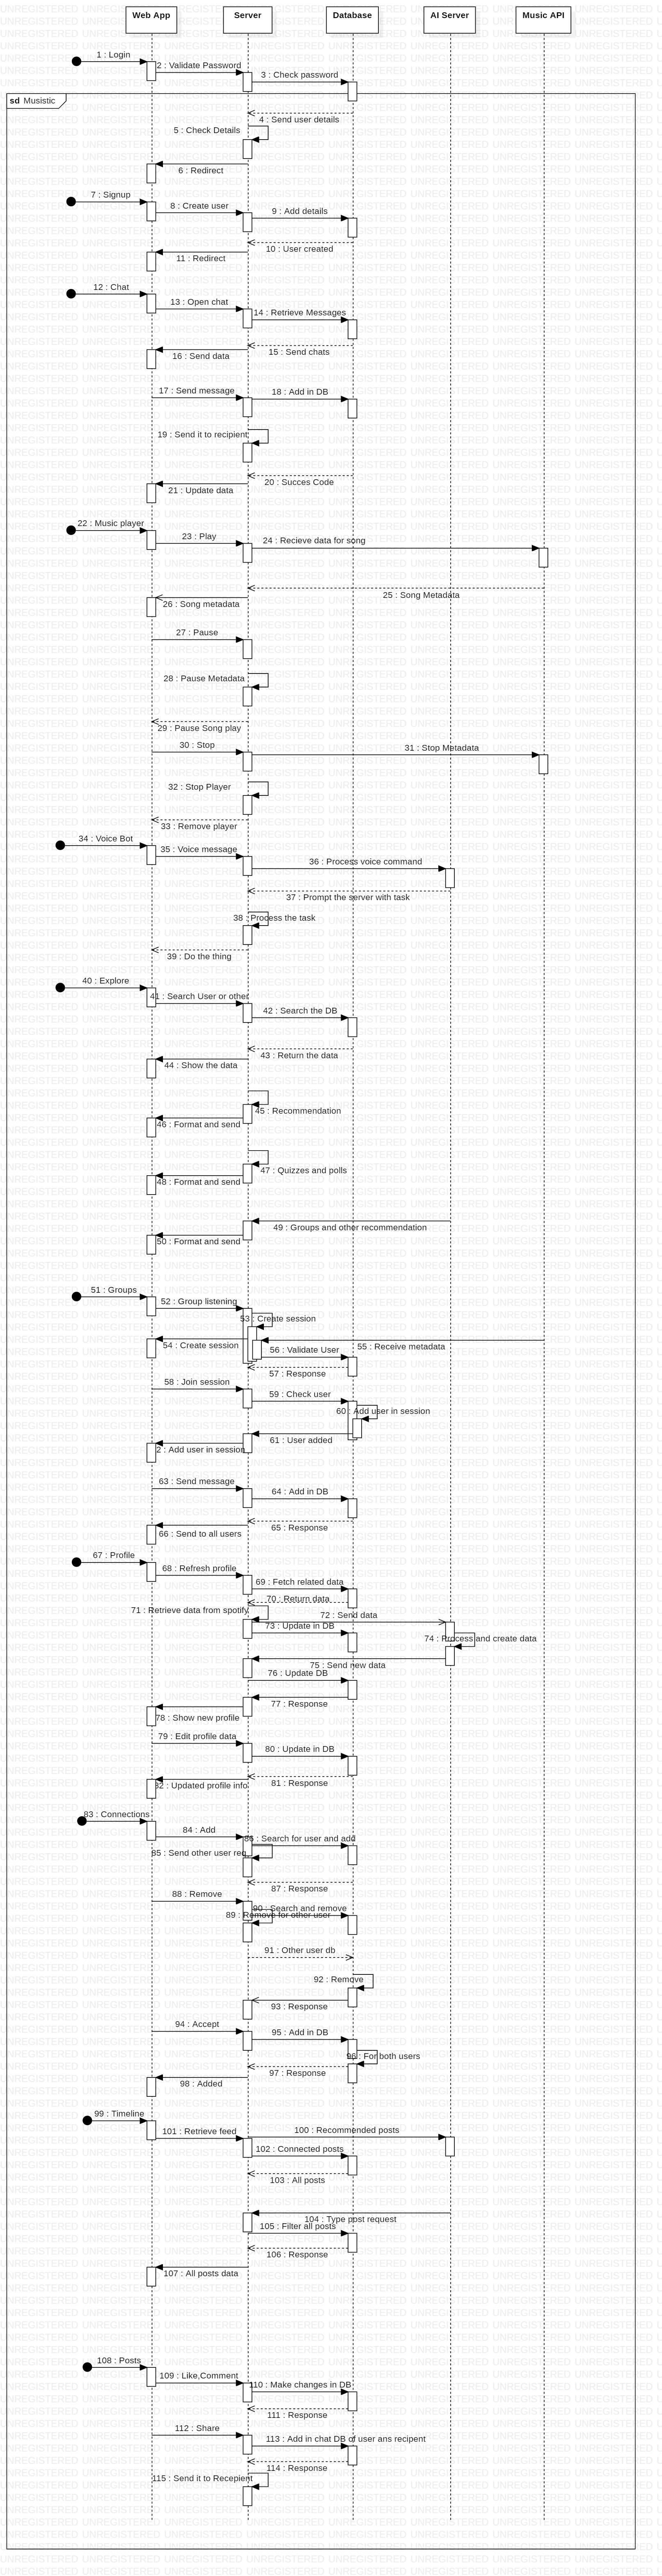 Web App
Server
Database
AI Server
Music API
1 : Login
2 : Validate Password
3 : Check password
sd Musistic
4 : Send user details
5 : Check Details
6 : Redirect
7 : Signup
8 : Create user
9 : Add details
10 : User created
11 : Redirect
12 : Chat
13 : Open chat
14 : Retrieve Messages
15 : Send chats
16 : Send data
17 : Send message
18 : Add in DB
19 : Send it to recipient
20 : Succes Code
21 : Update data
22 : Music player
23 : Play
24 : Recieve data for song
25 : Song Metadata
26 : Song metadata
27 : Pause
28 : Pause Metadata
29 : Pause Song play
30 : Stop
31 : Stop Metadata
32 : Stop Player
33 : Remove player
34 : Voice Bot
35 : Voice message
36 : Process voice command
37 : Prompt the server with task
38 : Process the task
39 : Do the thing
40 : Explore
41 : Search User or other
42 : Search the DB
43 : Return the data
44 : Show the data
45 : Recommendation
46 : Format and send
47 : Quizzes and polls
48 : Format and send
49 : Groups and other recommendation
50 : Format and send
51 : Groups
52 : Group listening
53 : Create session
54 : Create session
55 : Receive metadata
56 : Validate User
57 : Response
58 : Join session
59 : Check user
60 : Add user in session
61 : User added
2 : Add user in session
63 : Send message
64 : Add in DB
65 : Response
66 : Send to all users
67 : Profile
68 : Refresh profile
69 : Fetch related data
70 : Return data
71 : Retrieve data from spotify
72 : Send data
73 : Update in DB
74 : Process and create data
75 : Send new data
76 : Update DB
77 : Response
78 : Show new profile
79 : Edit profile data
80 : Update in DB
81 : Response
82 : Updated profile info
83 : Connections
84 : Add
86 : Search for user and add
85 : Send other user req
87 : Response
88 : Remove
90 : Search and remove
89 : Remove for other user
91 : Other user db
92 : Remove
93 : Response
94 : Accept
95 : Add in DB
96 : For both users
97 : Response
98 : Added
99 : Timeline
100 : Recommended posts
101 : Retrieve feed
102 : Connected posts
103 : All posts
104 : Type post request
105 : Filter all posts
106 : Response
107 : All posts data
108 : Posts
109 : Like,Comment
110 : Make changes in DB
111 : Response
112 : Share
113 : Add in chat DB of user ans recipent
114 : Response
115 : Send it to Recepient